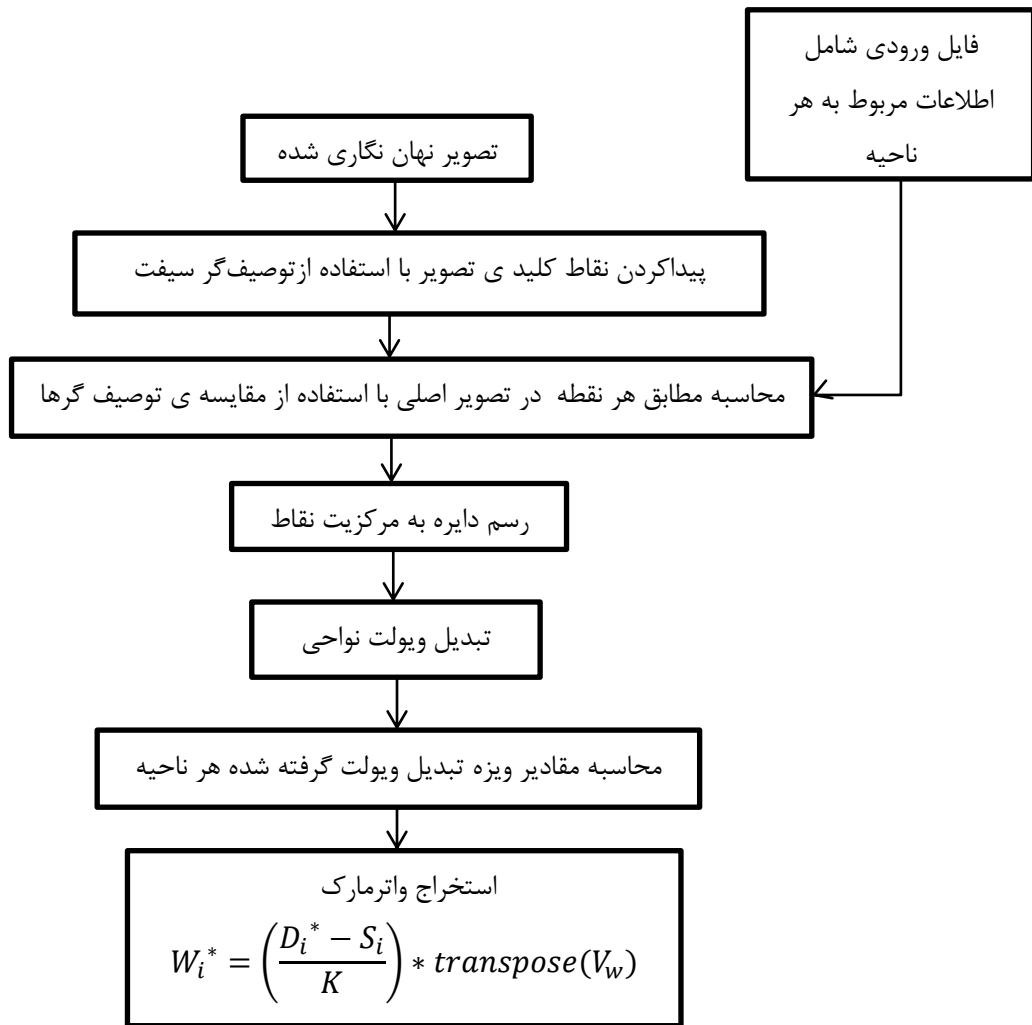 فایل ورودی شامل
اطلاعات مربوط به هر
ناحیه
تصویر نهان نگاری شده
پیداکردن نقاط کلید ی تصویر با استفاده ازتوصیف‌گر سیفت
محاسبه مطابق هر نقطه در تصویر اصلی با استفاده از مقایسه ی توصیف گرها
رسم دایره به مرکزیت نقاط
تبدیل ویولت نواحی
محاسبه مقادیر ویزه تبدیل ویولت گرفته شده هر ناحیه
استخراج واترمارک
$W_i^* = \left(\frac{D_i^* - S_i}{K}\right) * transpose(V_w)$